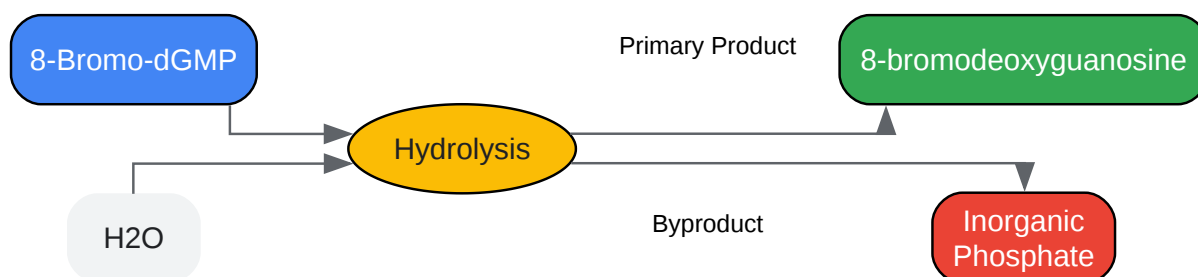 8-Bromo-dGMP
Primary Product
8-bromodeoxyguanosine
Hydrolysis
H2O
Byproduct
Inorganic
Phosphate